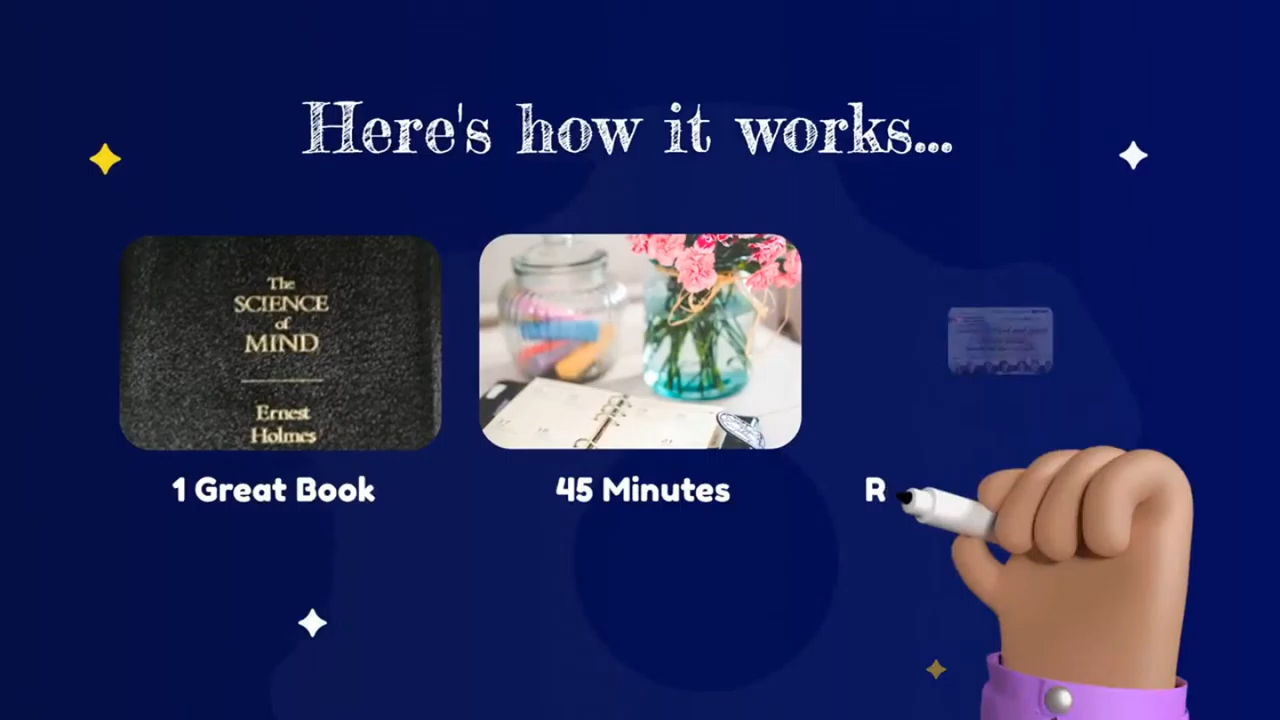 Here's how it works...
The
SCIENCE
of
MIND
Ernest
Holmes
1 Great Book
45 Minutes
R